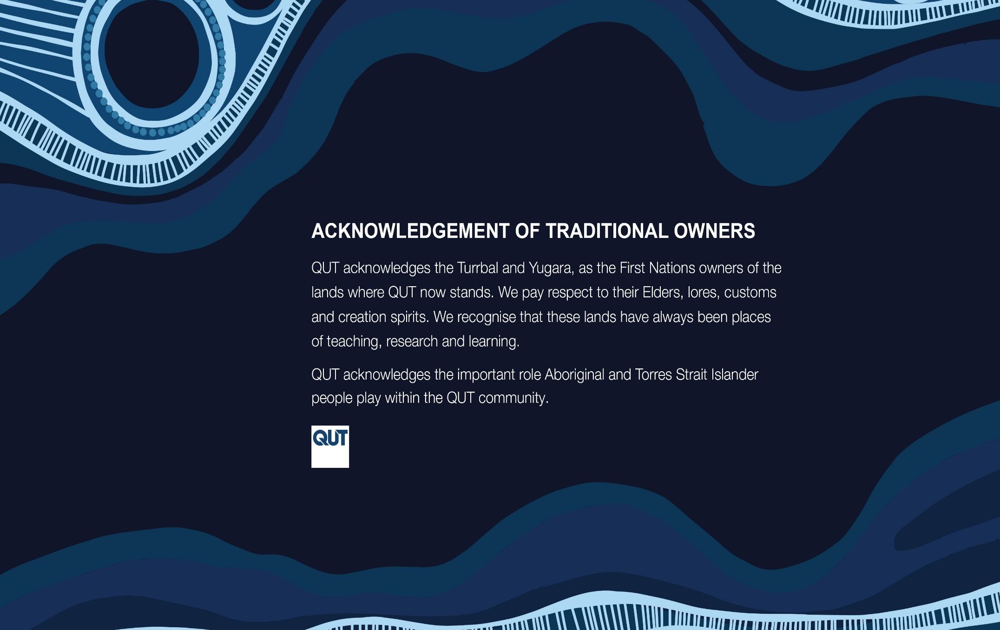 ACKNOWLEDGEMENT OF TRADITIONAL OWNERS
QUT acknowledges the Turrbal and Yugara, as the First Nations owners of the
lands where QUT now stands. We pay respect to their Elders, lores, customs
and creation spirits. We recognise that these lands have always been places
of teaching, research and learning.
QUT acknowledges the important role Aboriginal and Torres Strait Islander
people play within the QUT community.
QUT